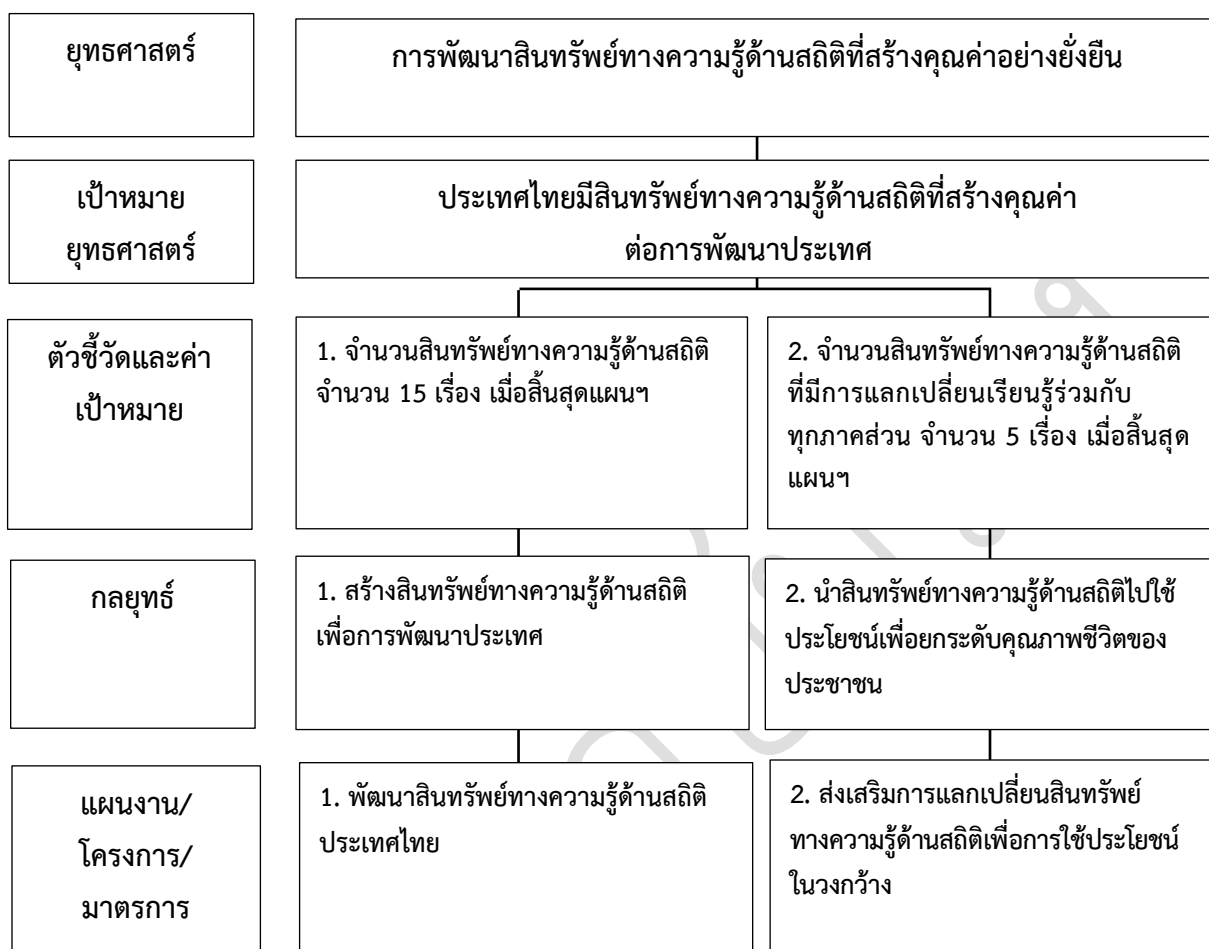 ยุทธศาสตร์
การพัฒนาสินทรัพย์ทางความรู้ด้านสถิติที่สร้างคุณค่าอย่างยั่งยืน
เป้าหมาย
ยุทธศาสตร์
ประเทศไทยมีสินทรัพย์ทางความรู้ด้านสถิติที่สร้างคุณค่า
ต่อการพัฒนาประเทศ
ตัวชี้วัดและค่า
เป้าหมาย
1. จำนวนสินทรัพย์ทางความรู้ด้านสถิติ
จำนวน 15 เรื่อง เมื่อสิ้นสุดแผนฯ
2. จำนวนสินทรัพย์ทางความรู้ด้านสถิติ
ที่มีการแลกเปลี่ยนเรียนรู้ร่วมกับ
ทุกภาคส่วน จำนวน 5 เรื่อง เมื่อสิ้นสุด
แผนฯ
กลยุทธ์
1. สร้างสินทรัพย์ทางความรู้ด้านสถิติ
เพื่อการพัฒนาประเทศ
2. นำสินทรัพย์ทางความรู้ด้านสถิติไปใช้
ประโยชน์เพื่อยกระดับคุณภาพชีวิตของ
ประชาชน
แผนงาน/
โครงการ/
มาตรการ
1. พัฒนาสินทรัพย์ทางความรู้ด้านสถิติ
ประเทศไทย
2. ส่งเสริมการแลกเปลี่ยนสินทรัพย์
ทางความรู้ด้านสถิติเพื่อการใช้ประโยชน์
ในวงกว้าง